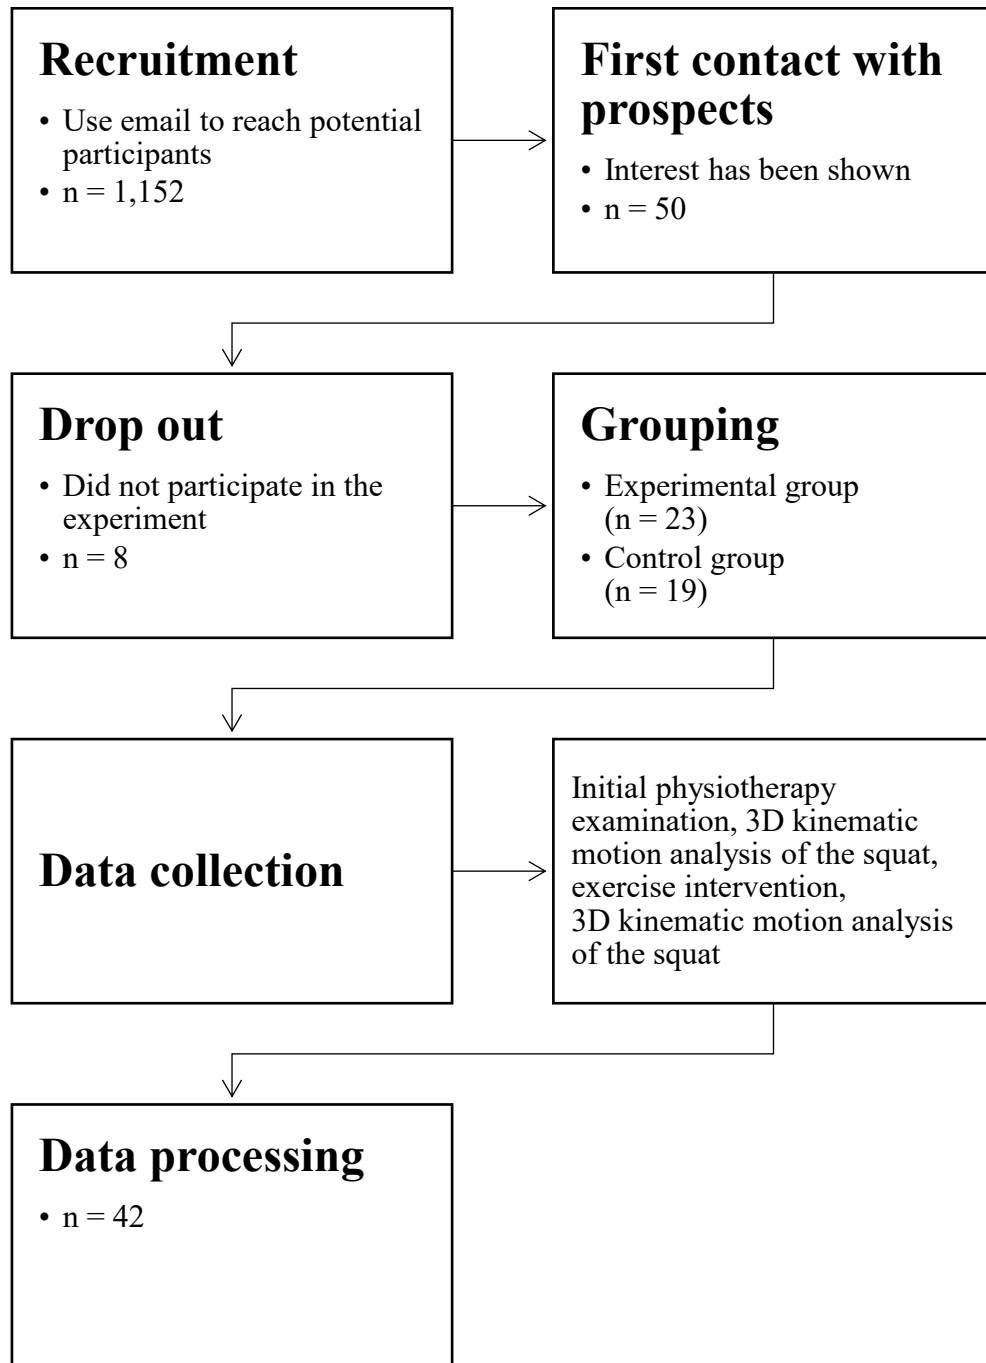 Recruitment
• Use email to reach potential
participants
• n = 1,152
First contact with
prospects
• Interest has been shown
• n = 50
Drop out
• Did not participate in the
experiment
• n = 8
Grouping
• Experimental group
(n = 23)
• Control group
(n = 19)
Data collection
Initial physiotherapy
examination, 3D kinematic
motion analysis of the squat,
exercise intervention,
3D kinematic motion analysis
of the squat
Data processing
• n = 42